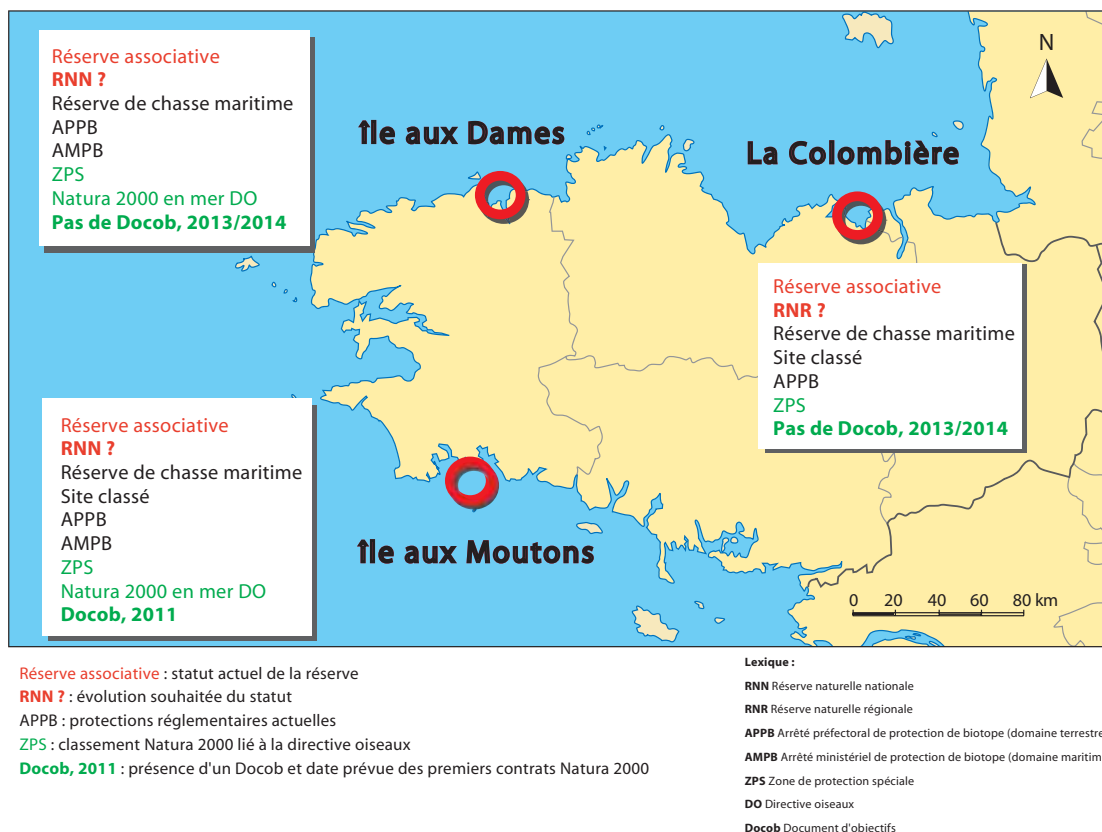 Réserve associative
RNN ?
Réserve de chasse maritime
APPB
AMPB
ZPS
Natura 2000 en mer DO
Pas de Docob, 2013/2014
île aux Dames
La Colombière
N
Réserve associative
RNR ?
Réserve de chasse maritime
Site classé
APPB
ZPS
Pas de Docob, 2013/2014
Réserve associative
RNN ?
Réserve de chasse maritime
Site classé
APPB
AMPB
ZPS
Natura 2000 en mer DO
Docob, 2011
île aux Moutons
0 20 40 60 80 km
Réserve associative : statut actuel de la réserve
RNN ? : évolution souhaitée du statut
APPB : protections réglementaires actuelles
ZPS : classement Natura 2000 lié à la directive oiseaux
Docob, 2011 : présence d'un Docob et date prévue des premiers contrats Natura 2000
Lexique :
RNN Réserve naturelle nationale
RNR Réserve naturelle régionale
APPB Arrêté préfectoral de protection de biotope (domaine terrestre
AMPB Arrêté ministériel de protection de biotope (domaine maritim
ZPS Zone de protection spéciale
DO Directive oiseaux
Docob Document d'objectifs